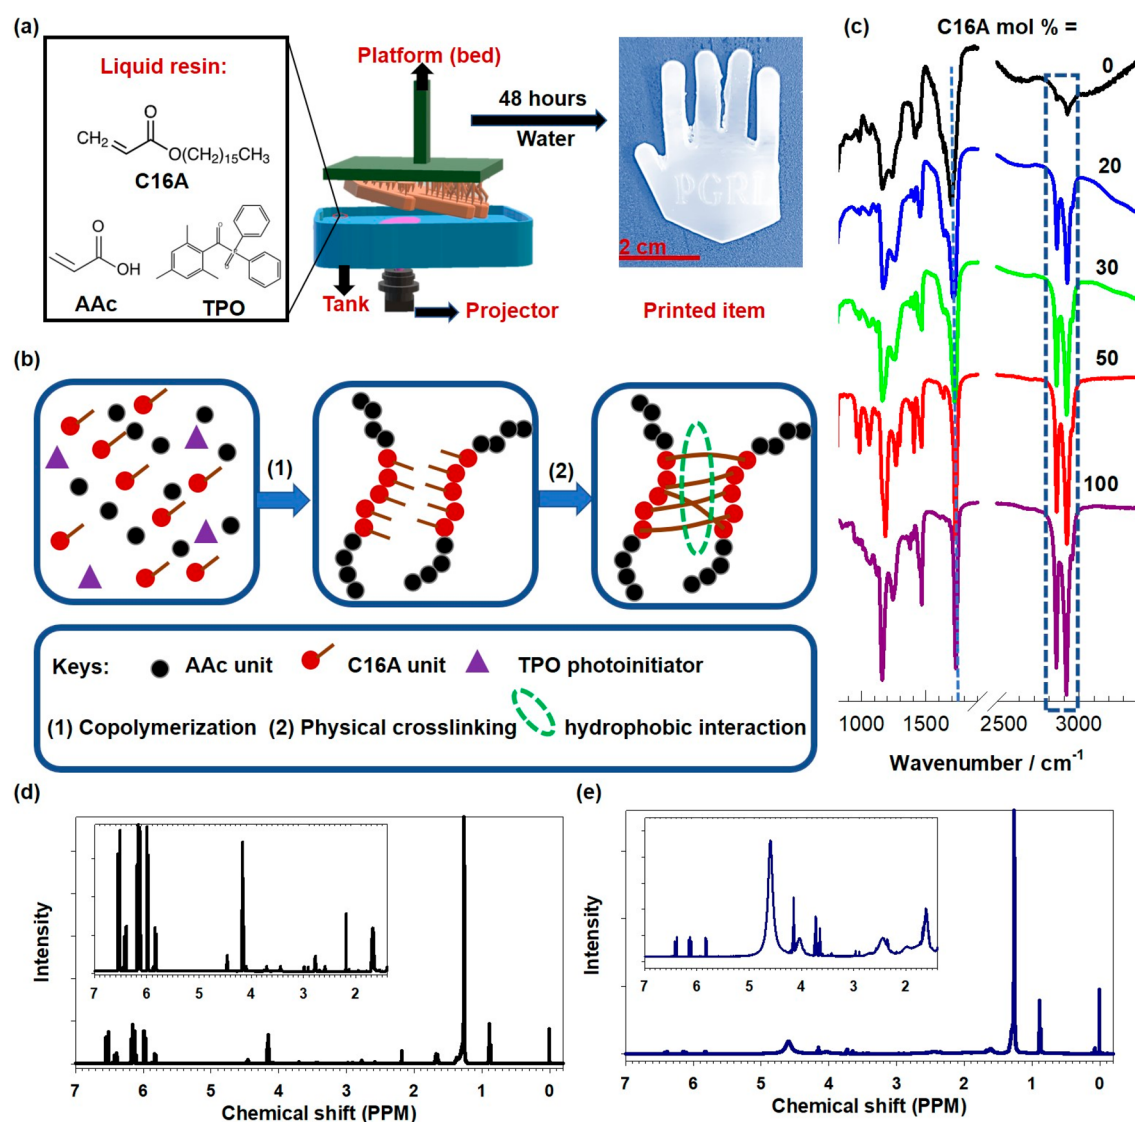 (a)
Liquid resin:
CH₂
O
O(CH₂)₁₅CH₃
C16A
O
OH
AAc
O
P
O
TPO
Platform (bed)
Tank
Projector
48 hours
Water
PGRL
2 cm
Printed item
(b)
(1)
(2)
Keys: AAc unit C16A unit TPO photoinitiator
(1) Copolymerization (2) Physical crosslinking hydrophobic interaction
(c)
C16A mol % =
0
20
30
50
100
1000 1500 2500 3000
Wavenumber / cm⁻¹
(d)
Intensity
7 6 5 4 3 2
7 6 5 4 3 2 1 0
Chemical shift (PPM)
(e)
Intensity
7 6 5 4 3 2
7 6 5 4 3 2 1 0
Chemical shift (PPM)